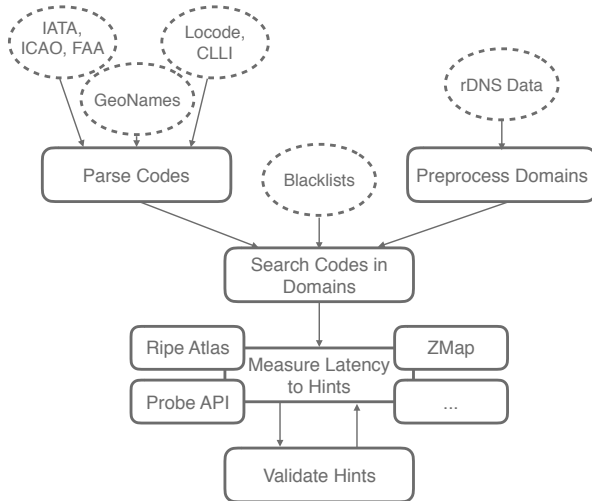 IATA,
ICAO, FAA
Locode,
CLLI
GeoNames
rDNS Data
Parse Codes
Blacklists
Preprocess Domains
Search Codes in
Domains
Ripe Atlas
ZMap
Measure Latency
to Hints
Probe API
...
Validate Hints